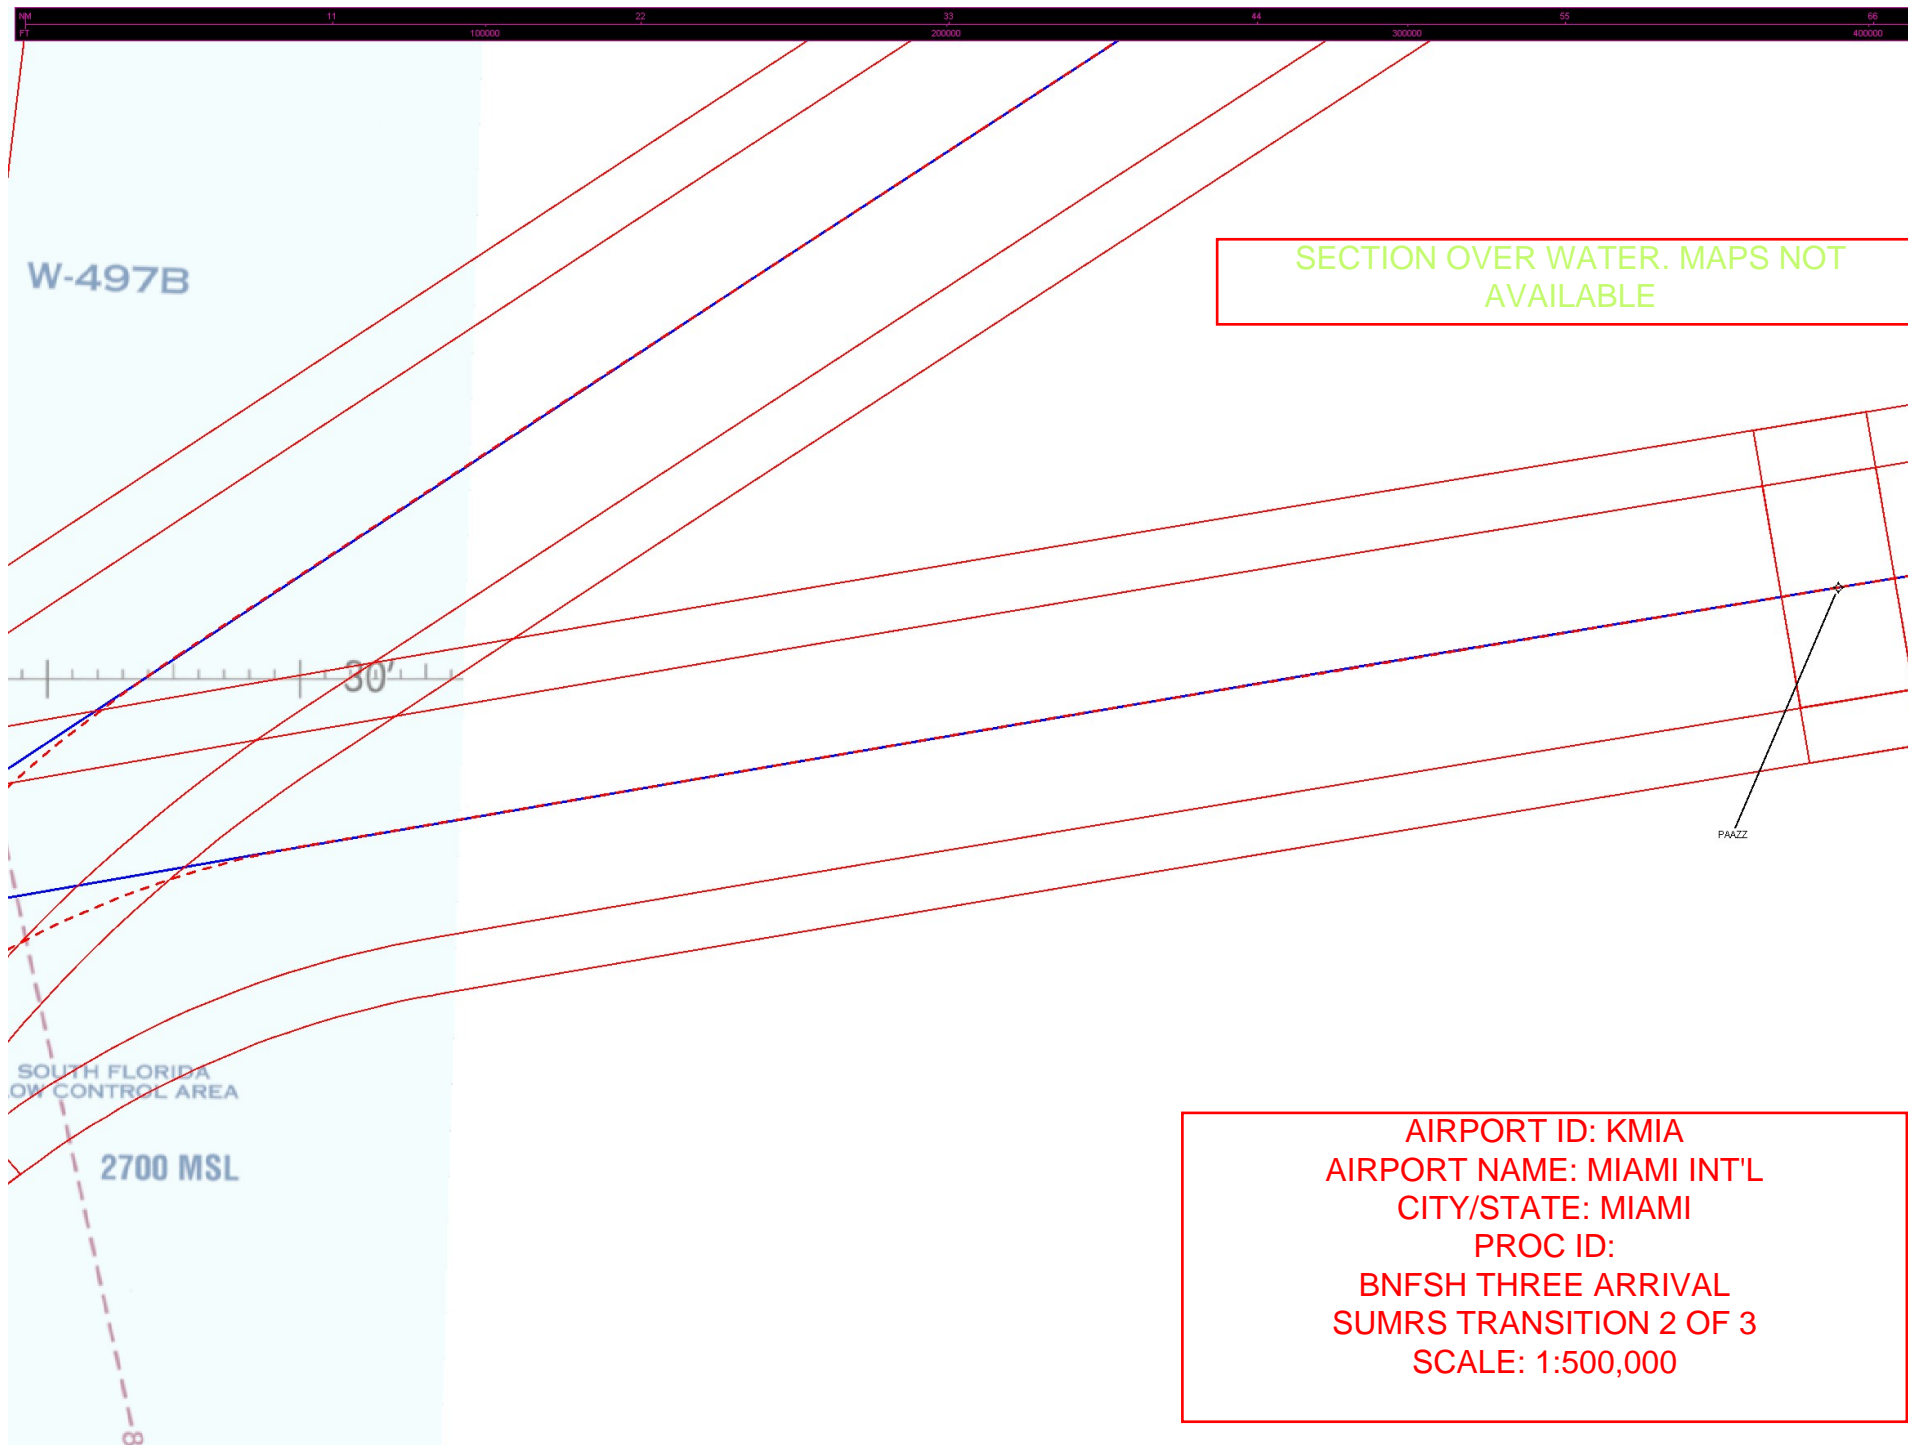 NM 11 22 33 44 55 66
FT 100000 200000 300000 400000
W-497B
SECTION OVER WATER. MAPS NOT
AVAILABLE
30'
PAAZZ
SOUTH FLORIDA
OW CONTROL AREA
2700 MSL
AIRPORT ID: KMIA
AIRPORT NAME: MIAMI INT'L
CITY/STATE: MIAMI
PROC ID:
BNFSH THREE ARRIVAL
SUMRS TRANSITION 2 OF 3
SCALE: 1:500,000
8